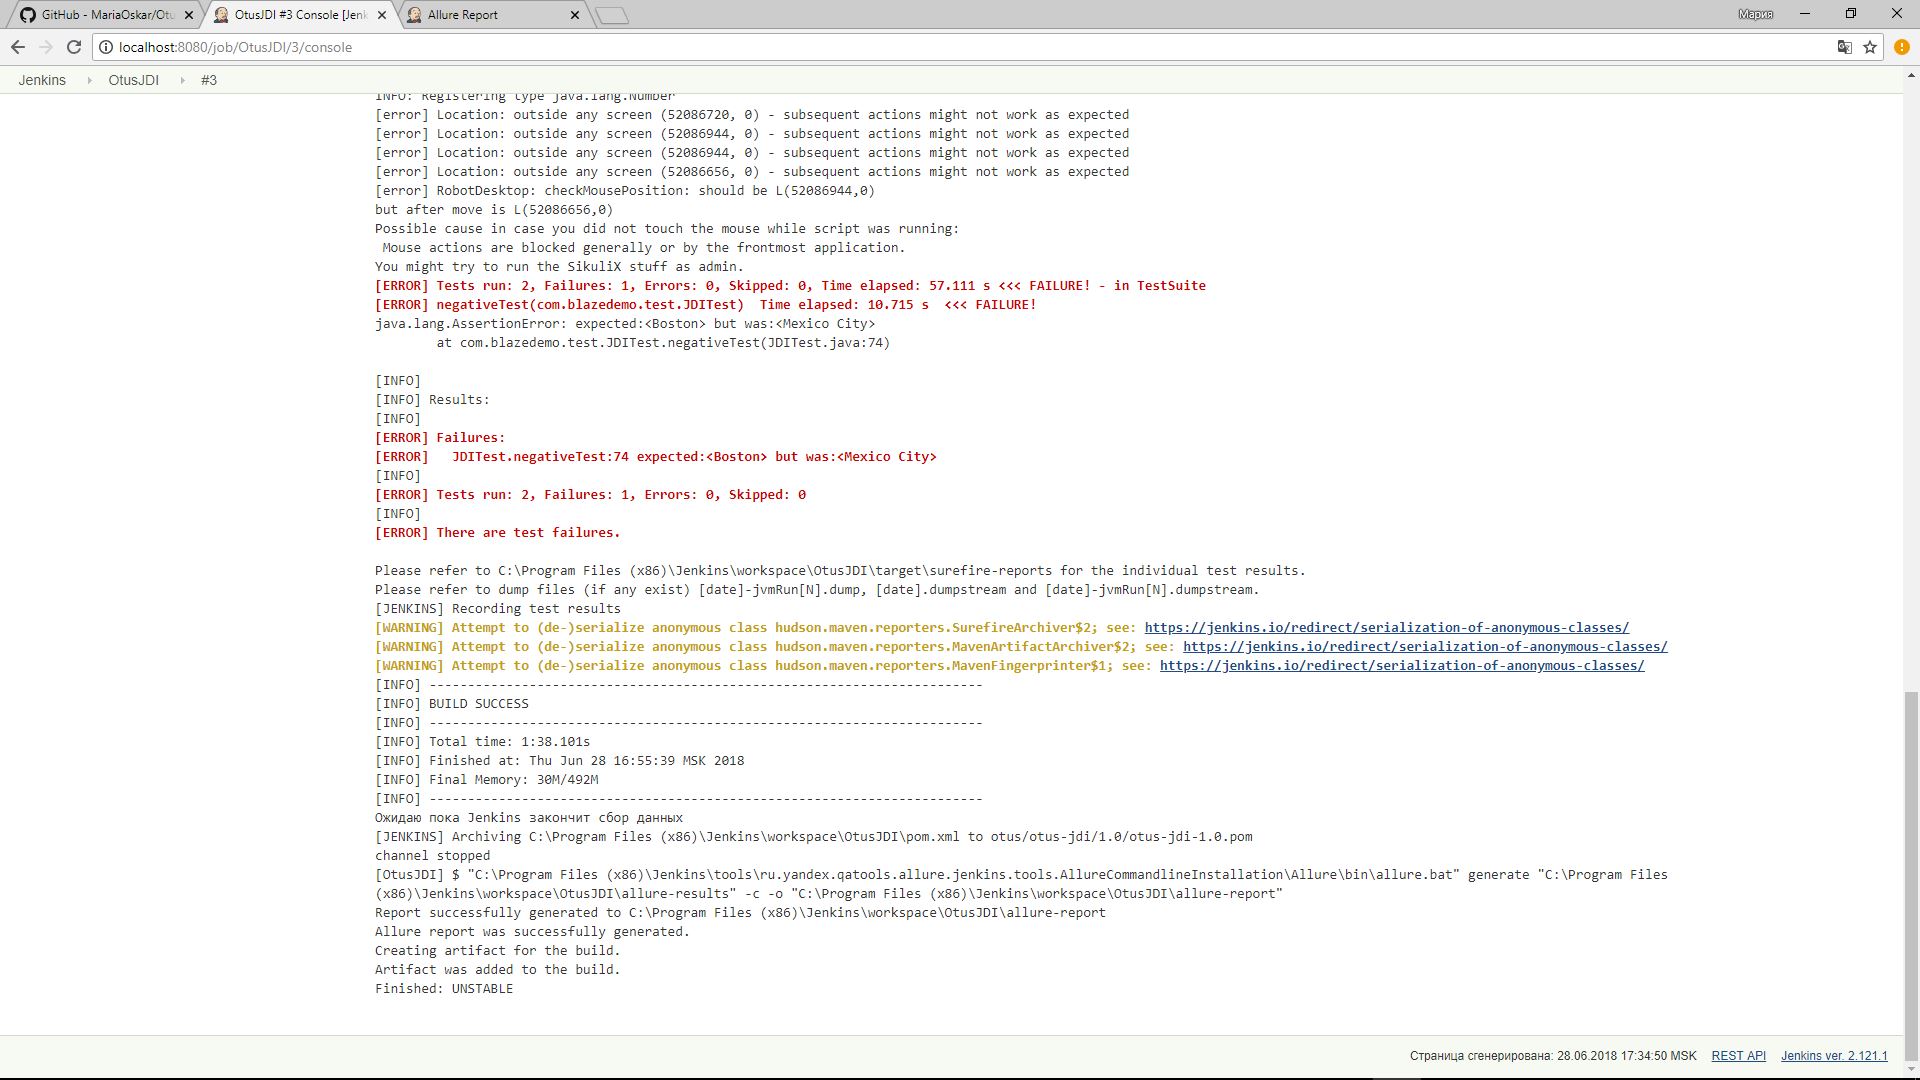 GitHub - MariaOskar/Otu
OtusJDI #3 Console [Jenk
Allure Report
Мария
localhost:8080/job/OtusJDI/3/console
Jenkins
OtusJDI
#3
INFO: Registering type java.lang.Number
[error] Location: outside any screen (52086720, 0) - subsequent actions might not work as expected
[error] Location: outside any screen (52086944, 0) - subsequent actions might not work as expected
[error] Location: outside any screen (52086944, 0) - subsequent actions might not work as expected
[error] Location: outside any screen (52086656, 0) - subsequent actions might not work as expected
[error] RobotDesktop: checkMousePosition: should be L(52086944,0)
but after move is L(52086656,0)
Possible cause in case you did not touch the mouse while script was running:
Mouse actions are blocked generally or by the frontmost application.
You might try to run the SikuliX stuff as admin.
[ERROR] Tests run: 2, Failures: 1, Errors: 0, Skipped: 0, Time elapsed: 57.111 s <<< FAILURE! - in TestSuite
[ERROR] negativeTest(com.blazedemo.test.JDITest)  Time elapsed: 10.715 s  <<< FAILURE!
java.lang.AssertionError: expected:<Boston> but was:<Mexico City>
at com.blazedemo.test.JDITest.negativeTest(JDITest.java:74)
[INFO]
[INFO] Results:
[INFO]
[ERROR] Failures:
[ERROR]   JDITest.negativeTest:74 expected:<Boston> but was:<Mexico City>
[INFO]
[ERROR] Tests run: 2, Failures: 1, Errors: 0, Skipped: 0
[INFO]
[ERROR] There are test failures.
Please refer to C:\Program Files (x86)\Jenkins\workspace\OtusJDI\target\surefire-reports for the individual test results.
Please refer to dump files (if any exist) [date]-jvmRun[N].dump, [date].dumpstream and [date]-jvmRun[N].dumpstream.
[JENKINS] Recording test results
[WARNING] Attempt to (de-)serialize anonymous class hudson.maven.reporters.SurefireArchiver$2; see: https://jenkins.io/redirect/serialization-of-anonymous-classes/
[WARNING] Attempt to (de-)serialize anonymous class hudson.maven.reporters.MavenArtifactArchiver$2; see: https://jenkins.io/redirect/serialization-of-anonymous-classes/
[WARNING] Attempt to (de-)serialize anonymous class hudson.maven.reporters.MavenFingerprinter$1; see: https://jenkins.io/redirect/serialization-of-anonymous-classes/
[INFO] ------------------------------------------------------------------------
[INFO] BUILD SUCCESS
[INFO] ------------------------------------------------------------------------
[INFO] Total time: 1:38.101s
[INFO] Finished at: Thu Jun 28 16:55:39 MSK 2018
[INFO] Final Memory: 30M/492M
[INFO] ------------------------------------------------------------------------
Ожидаю пока Jenkins закончит сбор данных
[JENKINS] Archiving C:\Program Files (x86)\Jenkins\workspace\OtusJDI\pom.xml to otus/otus-jdi/1.0/otus-jdi-1.0.pom
channel stopped
[OtusJDI] $ "C:\Program Files (x86)\Jenkins\tools\ru.yandex.qatools.allure.jenkins.tools.AllureCommandlineInstallation\Allure\bin\allure.bat" generate "C:\Program Files
(x86)\Jenkins\workspace\OtusJDI\allure-results" -c -o "C:\Program Files (x86)\Jenkins\workspace\OtusJDI\allure-report"
Report successfully generated to C:\Program Files (x86)\Jenkins\workspace\OtusJDI\allure-report
Allure report was successfully generated.
Creating artifact for the build.
Artifact was added to the build.
Finished: UNSTABLE
Страница сгенерирована: 28.06.2018 17:34:50 MSK
REST API
Jenkins ver. 2.121.1